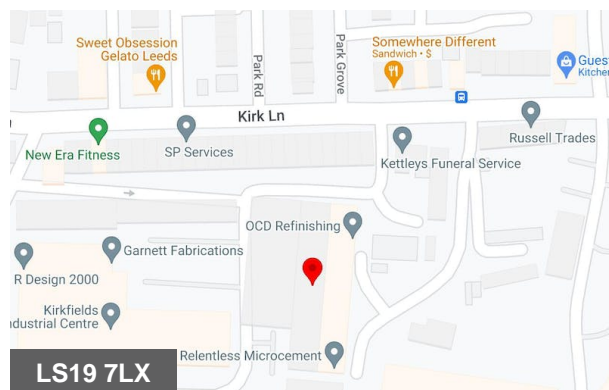 Sweet Obsession
Gelato Leeds
Park Rd
Park Grove
Somewhere Different
Sandwich • $
Gues
Kitchen
Kirk Ln
New Era Fitness
SP Services
Russell Trades
Kettleys Funeral Service
OCD Refinishing
Garnett Fabrications
R Design 2000
Kirkfields
ndustrial Centre
Relentless Microcement
LS19 7LX